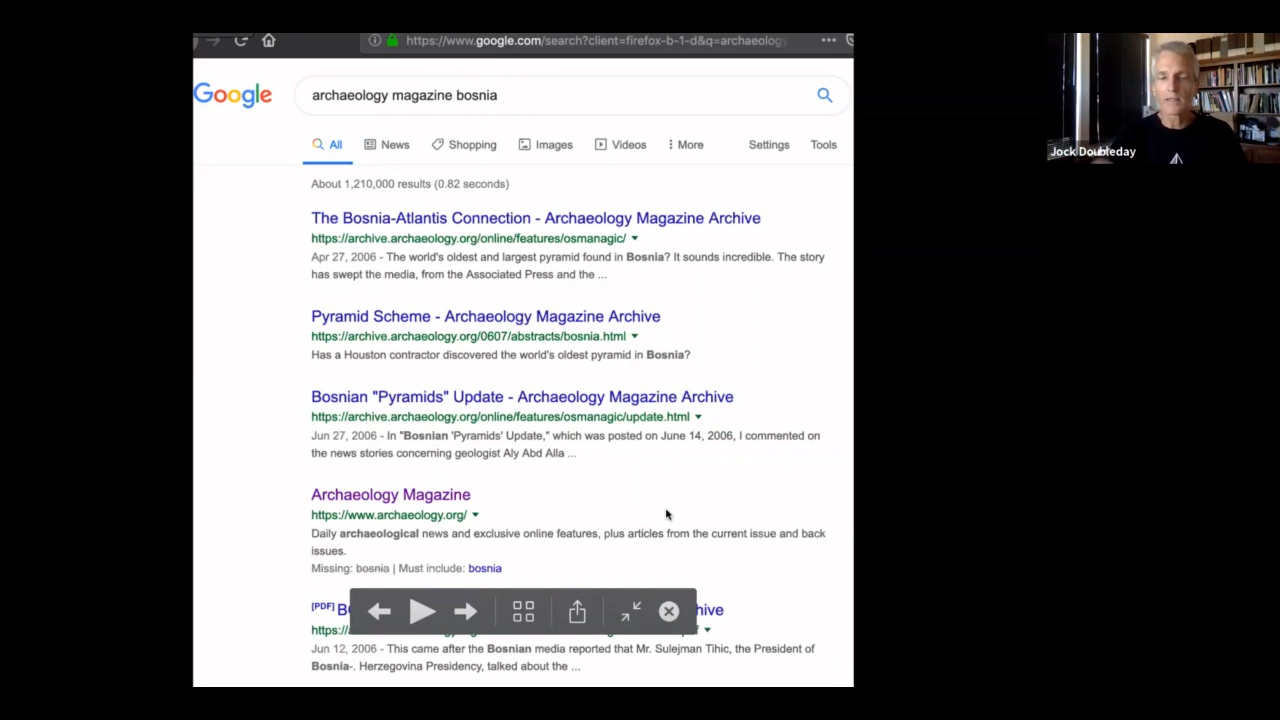 https://www.google.com/search?client=firefox-b-1-d&q=archaeology
Google
archaeology magazine bosnia
All News Shopping Images Videos More Settings Tools
About 1,210,000 results (0.82 seconds)
The Bosnia-Atlantis Connection - Archaeology Magazine Archive
https://archive.archaeology.org/online/features/osmanagic/
Apr 27, 2006 - The world's oldest and largest pyramid found in Bosnia? It sounds incredible. The story
has swept the media, from the Associated Press and the ...
Pyramid Scheme - Archaeology Magazine Archive
https://archive.archaeology.org/0607/abstracts/bosnia.html
Has a Houston contractor discovered the world's oldest pyramid in Bosnia?
Bosnian "Pyramids" Update - Archaeology Magazine Archive
https://archive.archaeology.org/online/features/osmanagic/update.html
Jun 27, 2006 - In "Bosnian 'Pyramids' Update," which was posted on June 14, 2006, I commented on
the news stories concerning geologist Aly Abd Alla ...
Archaeology Magazine
https://www.archaeology.org/
Daily archaeological news and exclusive online features, plus articles from the current issue and back
issues.
Missing: bosnia | Must include: bosnia
[PDF]
https://
Jun 12, 2006 - This came after the Bosnian media reported that Mr. Sulejman Tihic, the President of
Bosnia-. Herzegovina Presidency, talked about the ...
Jock Doubleday